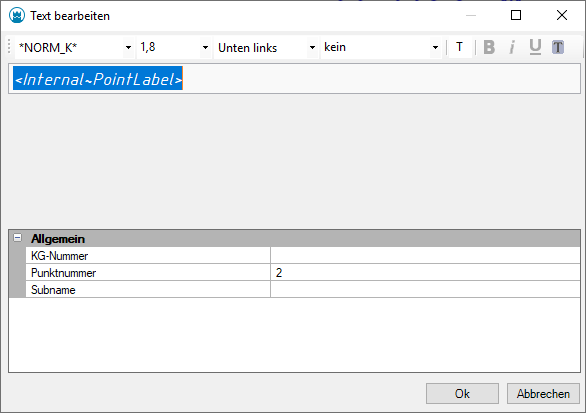 Text bearbeiten
*NORM_K* 1,8 Unten links kein T B i U T
<Internal~PointLabel>
Allgemein
KG-Nummer
Punktnummer 2
Subname
Ok Abbrechen